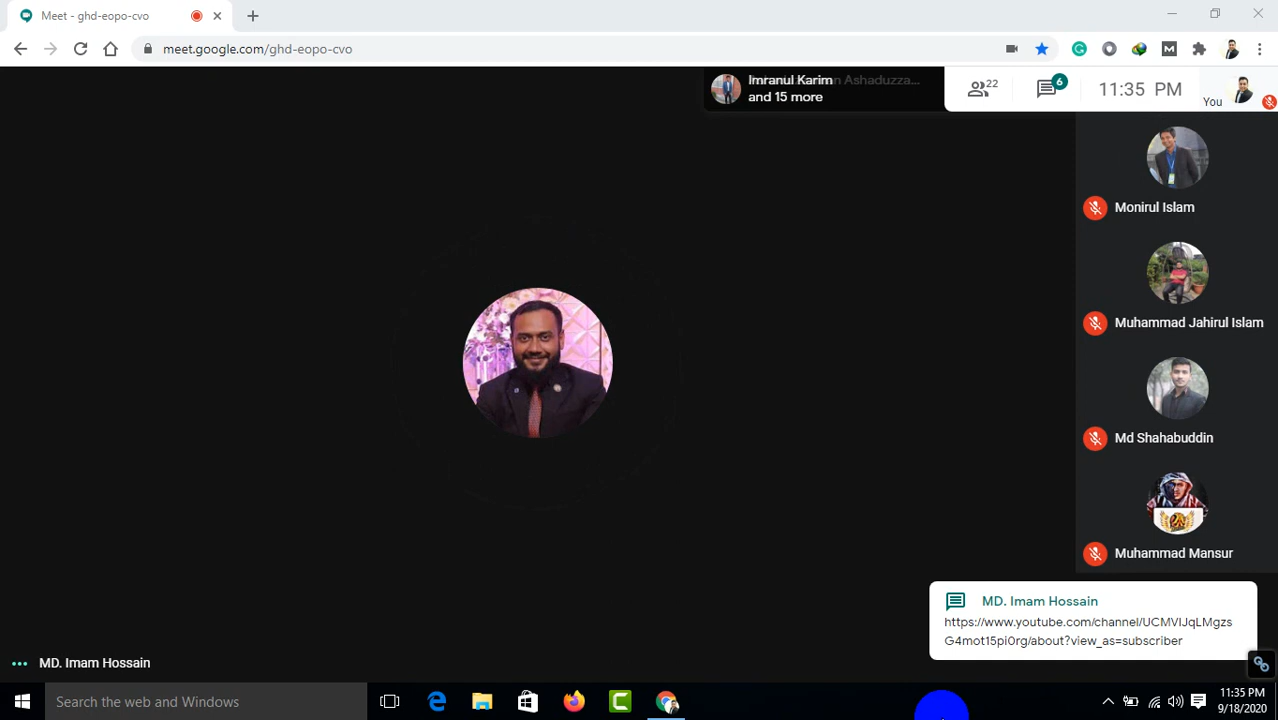 Meet - ghd-eopo-cvo
meet.google.com/ghd-eopo-cvo
Imranul Karim
n Ashaduzza...
and 15 more
22
6
11:35 PM
You
Monirul Islam
Muhammad Jahirul Islam
Md Shahabuddin
Muhammad Mansur
MD. Imam Hossain
https://www.youtube.com/channel/UCMVIJqLMgzs
G4mot15pi0rg/about?view_as=subscriber
MD. Imam Hossain
Search the web and Windows
11:35 PM
9/18/2020